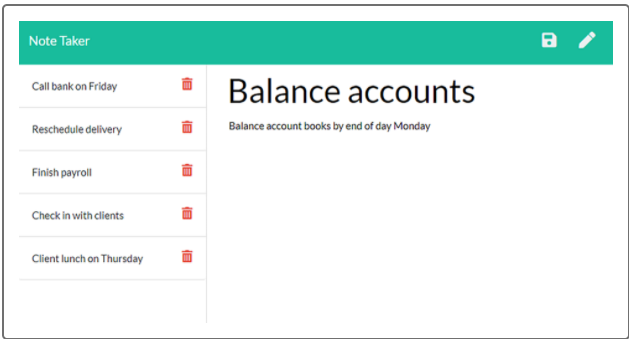 Note Taker
Call bank on Friday
Reschedule delivery
Finish payroll
Check in with clients
Client lunch on Thursday
Balance accounts
Balance account books by end of day Monday